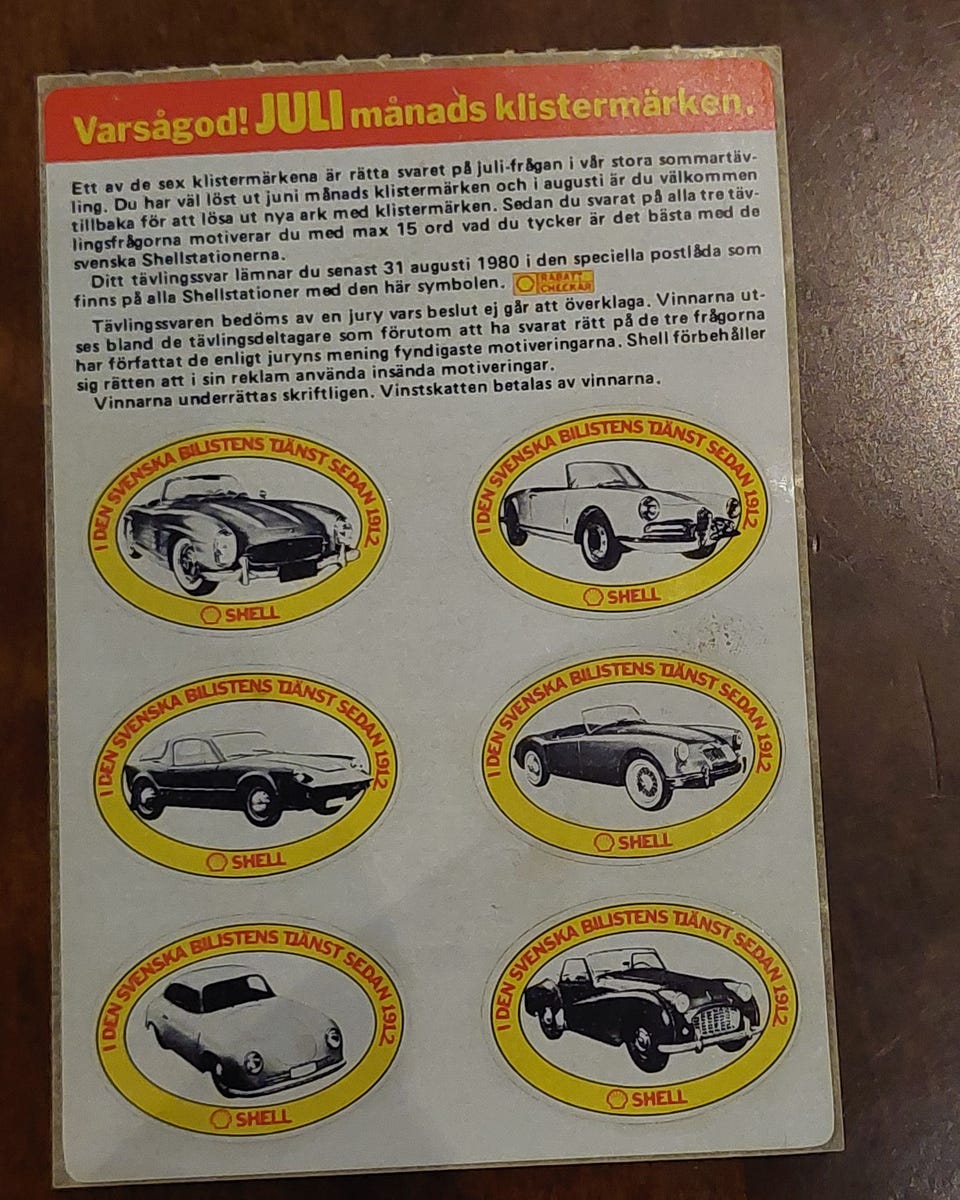 Varsågod! JULI månads klistermärken.
Ett av de sex klistermärkena är rätta svaret på juli-frågan i vår stora sommartäv-
ling. Du har väl löst ut juni månads klistermärken och i augusti är du välkommen
tillbaka för att lösa ut nya ark med klistermärken. Sedan du svarat på alla tre täv-
lingsfrågorna motiverar du med max 15 ord vad du tycker är det bästa med de
svenska Shellstationerna.
Ditt tävlingssvar lämnar du senast 31 augusti 1980 i den speciella postlåda som
finns på alla Shellstationer med den här symbolen. RABATT-
CHECKAR
Tävlingssvaren bedöms av en jury vars beslut ej går att överklaga. Vinnarna ut-
ses bland de tävlingsdeltagare som förutom att ha svarat rätt på de tre frågorna
har författat de enligt juryns mening fyndigaste motiveringarna. Shell förbehåller
sig rätten att i sin reklam använda insända motiveringar.
Vinnarna underrättas skriftligen. Vinstskatten betalas av vinnarna.
I DEN SVENSKA BILISTENS TJÄNST SEDAN 1912
SHELL
I DEN SVENSKA BILISTENS TJÄNST SEDAN 1912
SHELL
I DEN SVENSKA BILISTENS TJÄNST SEDAN 1912
SHELL
I DEN SVENSKA BILISTENS TJÄNST SEDAN 1912
SHELL
I DEN SVENSKA BILISTENS TJÄNST SEDAN 1912
SHELL
I DEN SVENSKA BILISTENS TJÄNST SEDAN 1912
SHELL